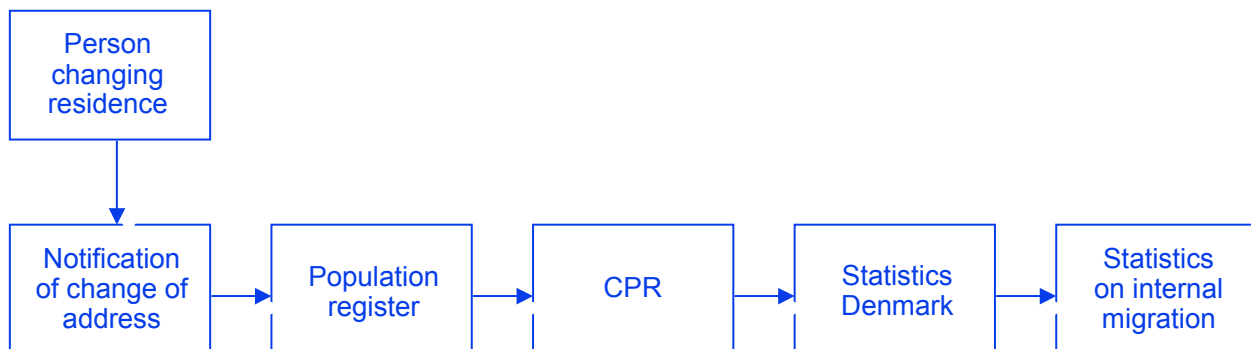 Person
changing
residence
Notification
of change of
address
Population
register
CPR
Statistics
Denmark
Statistics
on internal
migration